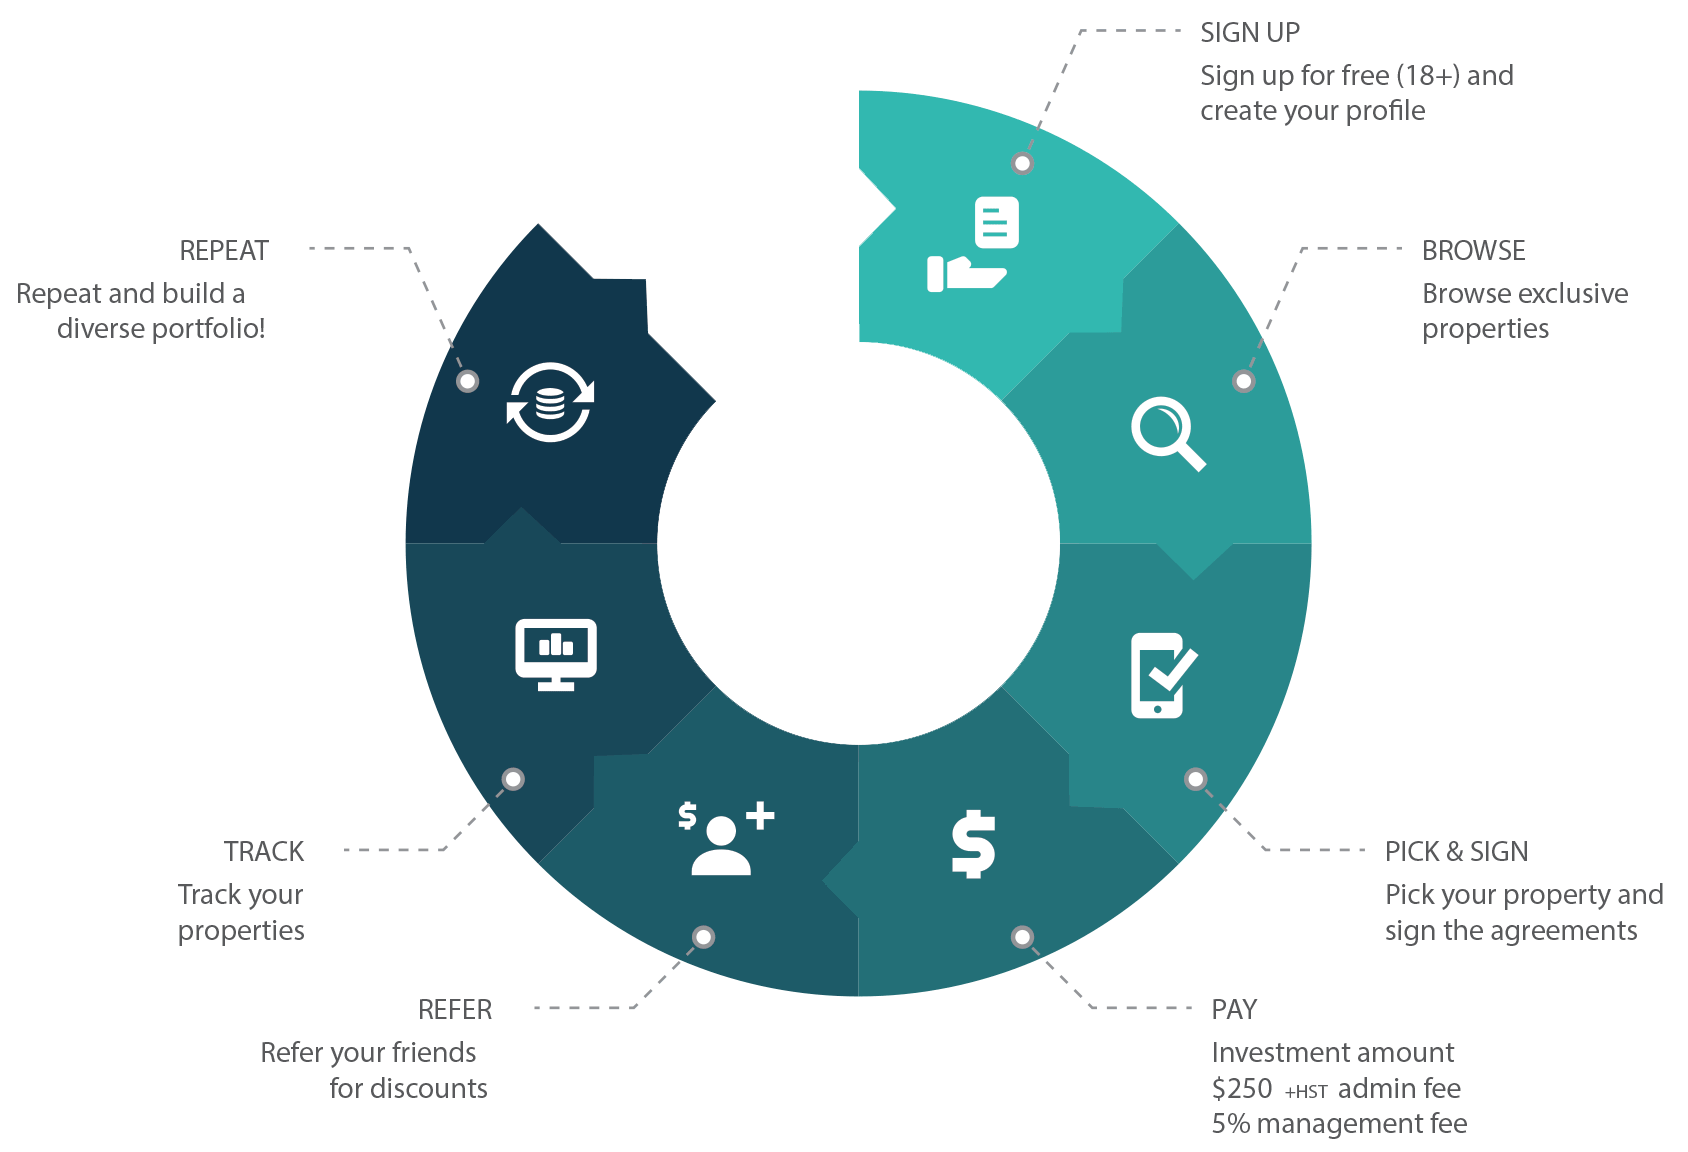 SIGN UP
Sign up for free (18+) and
create your profile
BROWSE
Browse exclusive
properties
PICK & SIGN
Pick your property and
sign the agreements
PAY
Investment amount
$250 +HST admin fee
5% management fee
REFER
Refer your friends
for discounts
TRACK
Track your
properties
REPEAT
Repeat and build a
diverse portfolio!